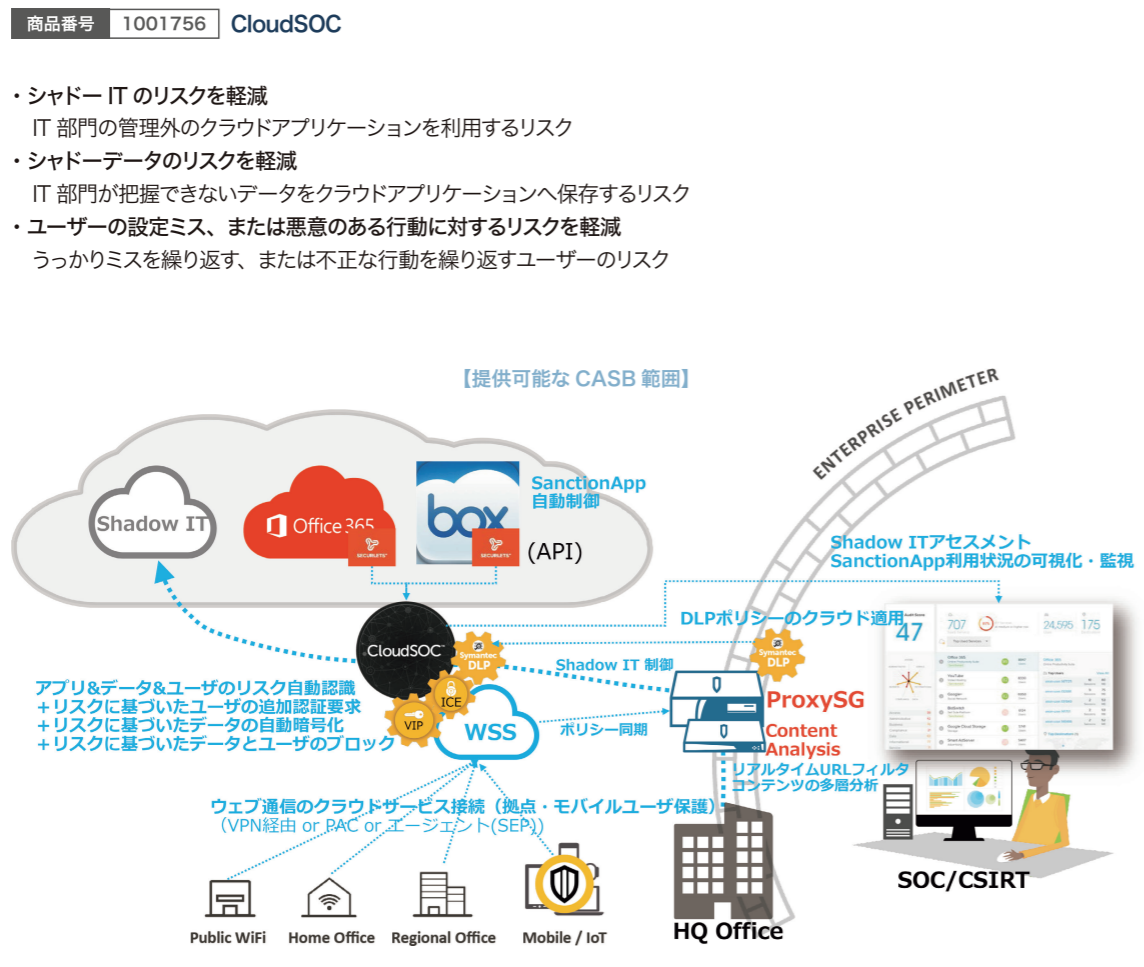 商品番号 1001756 CloudSOC
・シャドー IT のリスクを軽減
IT 部門の管理外のクラウドアプリケーションを利用するリスク
・シャドーデータのリスクを軽減
IT 部門が把握できないデータをクラウドアプリケーションへ保存するリスク
・ユーザーの設定ミス、または悪意のある行動に対するリスクを軽減
うっかりミスを繰り返す、または不正な行動を繰り返すユーザーのリスク
【提供可能な CASB 範囲】
ENTERPRISE PERIMETER
Shadow IT
Office 365
SECURLETS™
box
SECURLETS™
SanctionApp
自動制御
(API)
Shadow ITアセスメント
SanctionApp利用状況の可視化・監視
DLPポリシーのクラウド適用
47
707
24,595
175
YouTube
Google+
Google Cloud Storage
CloudSOC™
Symantec
DLP
Symantec
DLP
Shadow IT 制御
ICE
VIP
WSS
アプリ&データ&ユーザのリスク自動認識
＋リスクに基づいたユーザの追加認証要求
＋リスクに基づいたデータの自動暗号化
＋リスクに基づいたデータとユーザのブロック
ポリシー同期
ProxySG
Content
Analysis
リアルタイムURLフィルタ
コンテンツの多層分析
ウェブ通信のクラウドサービス接続（拠点・モバイルユーザ保護）
（VPN経由 or PAC or エージェント(SEP)）
SOC/CSIRT
Public WiFi
Home Office
Regional Office
Mobile / IoT
HQ Office